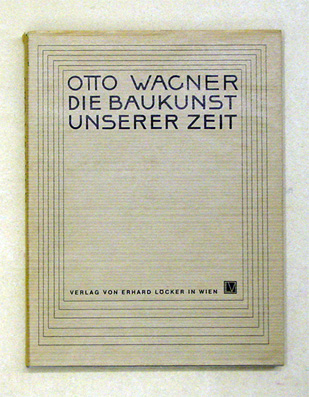 OTTO WAGNER
DIE BAUKUNST
UNSERER ZEIT
VERLAG VON ERHARD LÖCKER IN WIEN